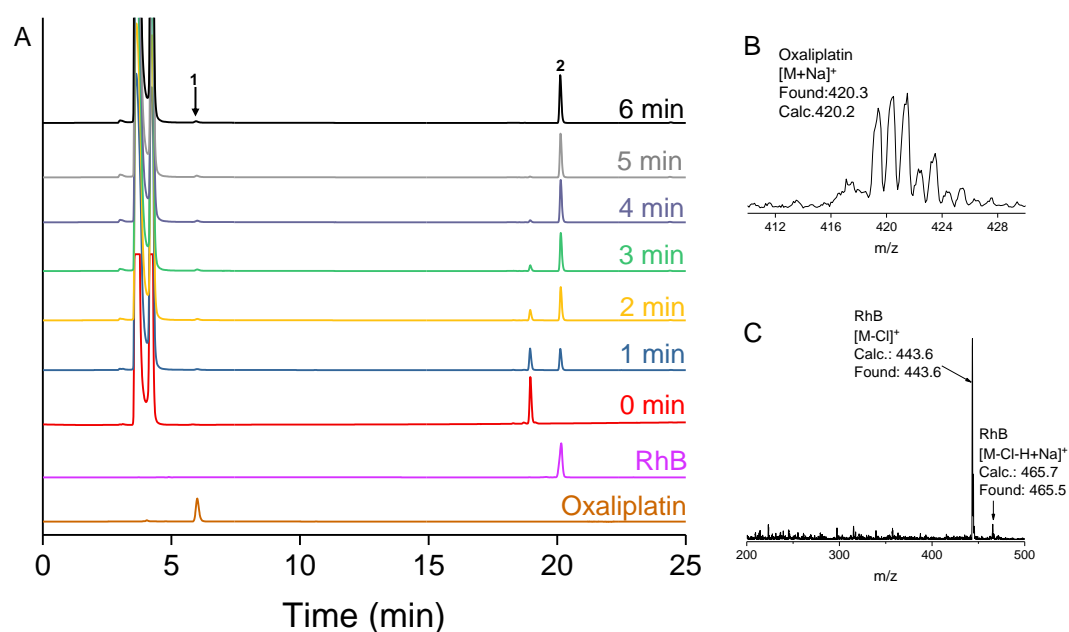 A
1
2
6 min
5 min
4 min
3 min
2 min
1 min
0 min
RhB
Oxaliplatin
0
5
10
15
20
25
Time (min)
B
Oxaliplatin
[M+Na]⁺
Found:420.3
Calc.420.2
412
416
420
424
428
m/z
C
RhB
[M-Cl]⁺
Calc.: 443.6
Found: 443.6
RhB
[M-Cl-H+Na]⁺
Calc.: 465.7
Found: 465.5
200
300
400
500
m/z